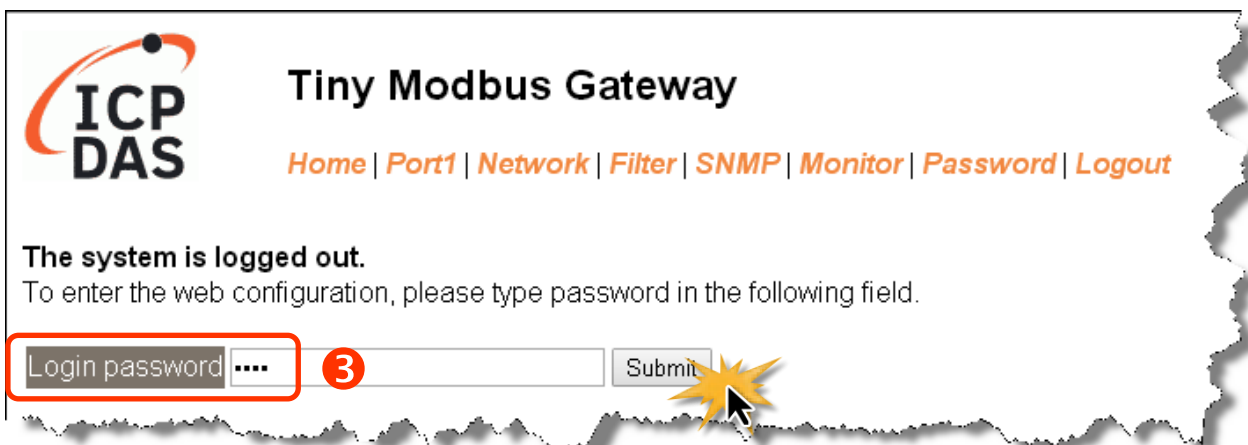 ICP
DAS
Tiny Modbus Gateway
Home | Port1 | Network | Filter | SNMP | Monitor | Password | Logout
The system is logged out.
To enter the web configuration, please type password in the following field.
Login password •••• 3 Submit